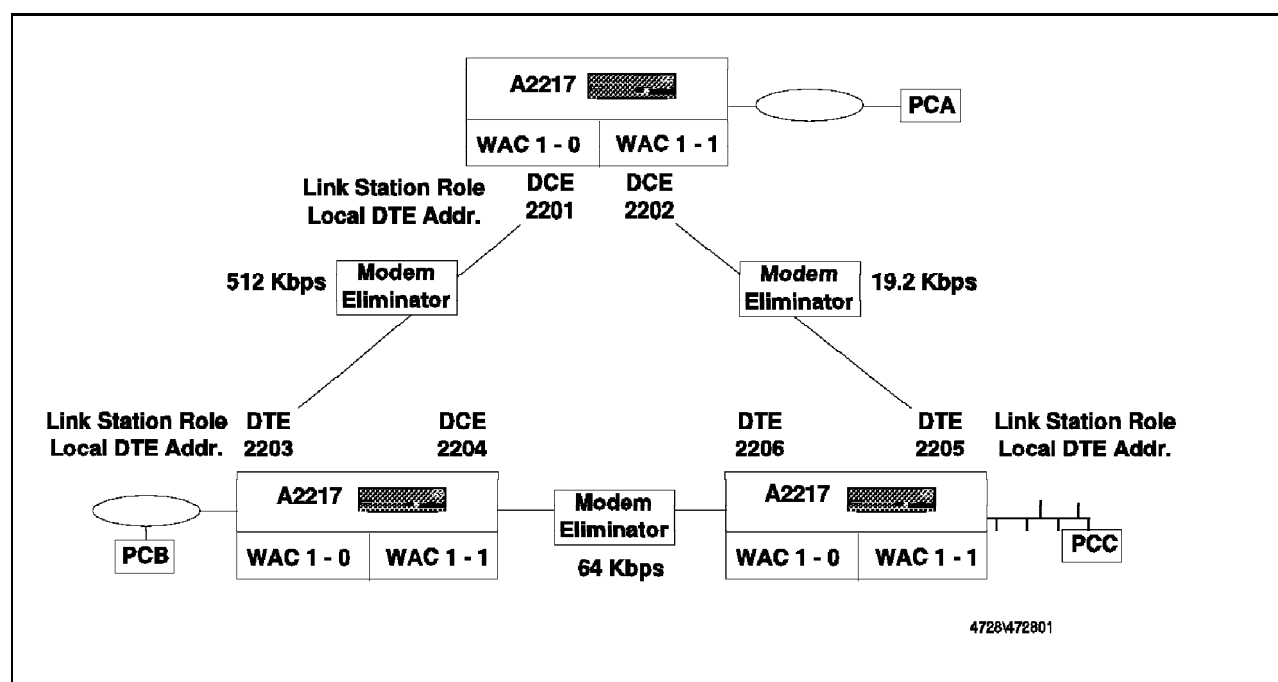 A2217
PCA
WAC 1 - 0
WAC 1 - 1
Link Station Role
Local DTE Addr.
DCE
2201
DCE
2202
512 Kbps
Modem
Eliminator
Modem
Eliminator
19.2 Kbps
Link Station Role
Local DTE Addr.
DTE
2203
DCE
2204
DTE
2206
DTE
2205
Link Station Role
Local DTE Addr.
A2217
Modem
Eliminator
64 Kbps
A2217
PCB
WAC 1 - 0
WAC 1 - 1
WAC 1 - 0
WAC 1 - 1
PCC
4728\472801